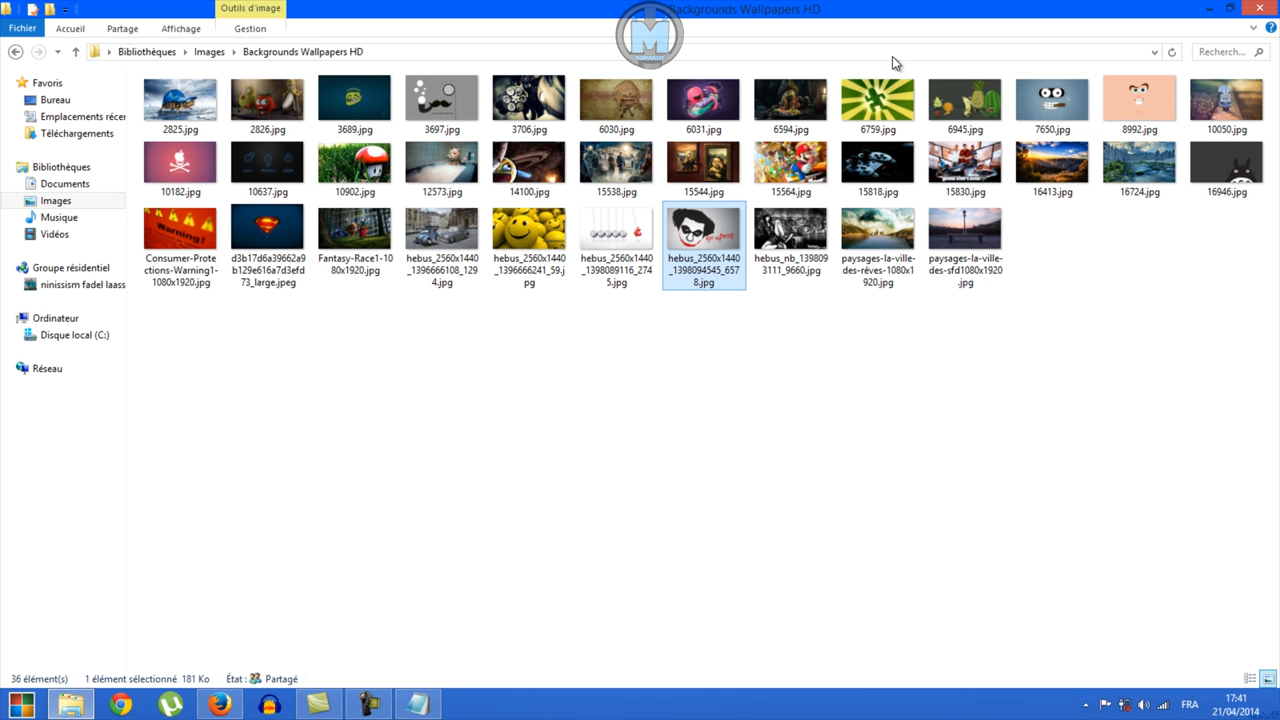 Outils d'image
Backgrounds Wallpapers HD
Fichier
Accueil
Partage
Affichage
Gestion
Bibliothèques
Images
Backgrounds Wallpapers HD
Recherch...
Favoris
Bureau
Emplacements récer
Téléchargements
Bibliothèques
Documents
Images
Musique
Vidéos
Groupe résidentiel
ninissism fadel laass
Ordinateur
Disque local (C:)
Réseau
2825.jpg
2826.jpg
3689.jpg
3697.jpg
3706.jpg
6030.jpg
6031.jpg
6594.jpg
6759.jpg
6945.jpg
7650.jpg
8992.jpg
10050.jpg
10182.jpg
10637.jpg
10902.jpg
12573.jpg
14100.jpg
15538.jpg
15544.jpg
15564.jpg
15818.jpg
15830.jpg
16413.jpg
16724.jpg
16946.jpg
Warning!
Consumer-Prote
ctions-Warning1-
1080x1920.jpg
d3b17d6a39662a9
b129e616a7d3efd
73_large.jpeg
Fantasy-Race1-10
80x1920.jpg
hebus_2560x1440
_1396666108_129
4.jpg
hebus_2560x1440
_1396666241_59.j
pg
hebus_2560x1440
_1398089116_274
5.jpg
hebus_2560x1440
_1398094545_657
8.jpg
hebus_nb_139809
3111_9660.jpg
paysages-la-ville-
des-rêves-1080x1
920.jpg
paysages-la-ville-
des-sfd1080x1920
.jpg
36 élément(s)
1 élément sélectionné 181 Ko
État :
Partagé
FRA
17:41
21/04/2014